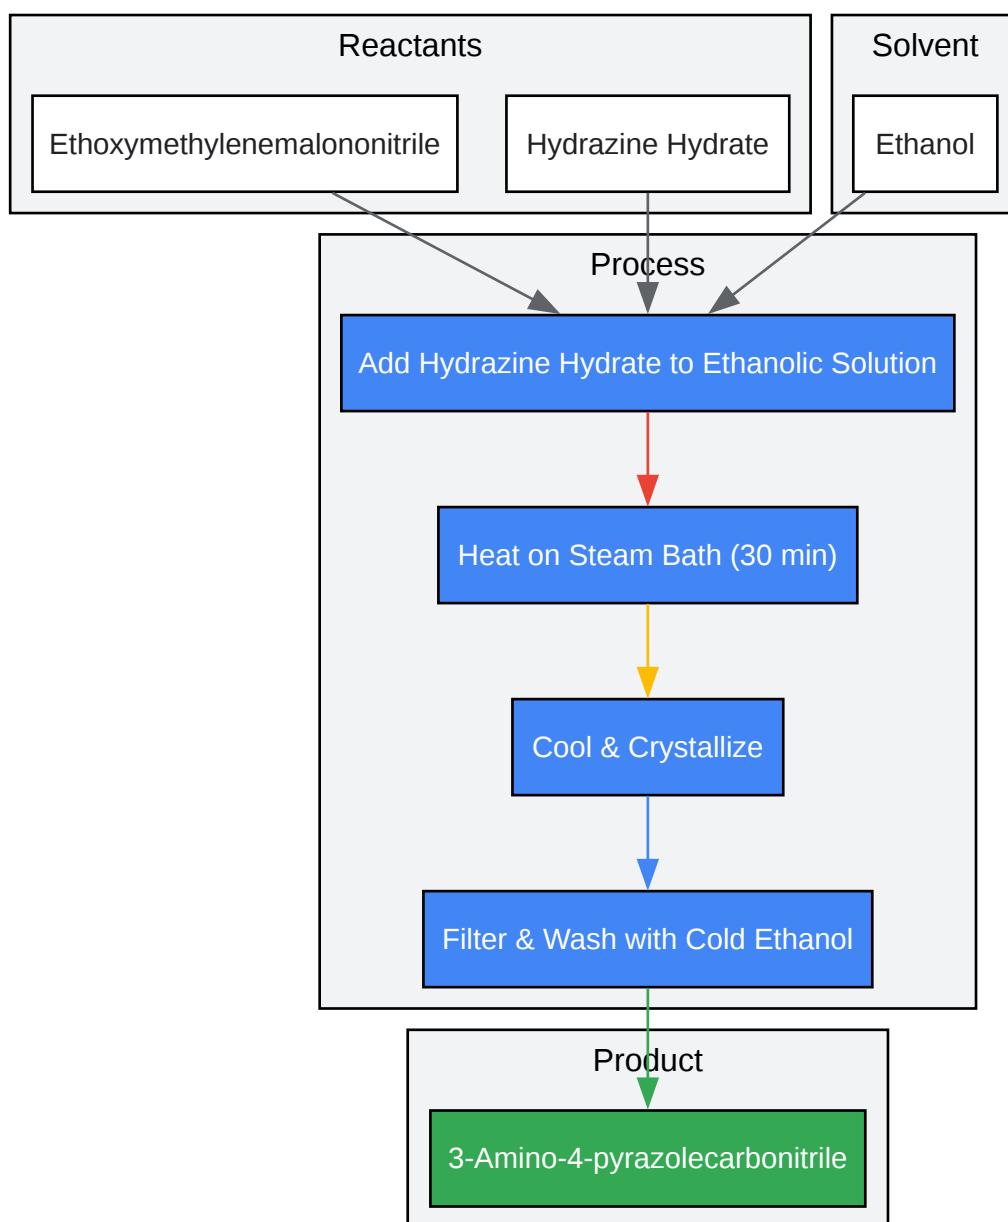 Reactants
Solvent
Ethoxymethylenemalononitrile
Hydrazine Hydrate
Ethanol
Process
Add Hydrazine Hydrate to Ethanolic Solution
Heat on Steam Bath (30 min)
Cool & Crystallize
Filter & Wash with Cold Ethanol
Product
3-Amino-4-pyrazolecarbonitrile